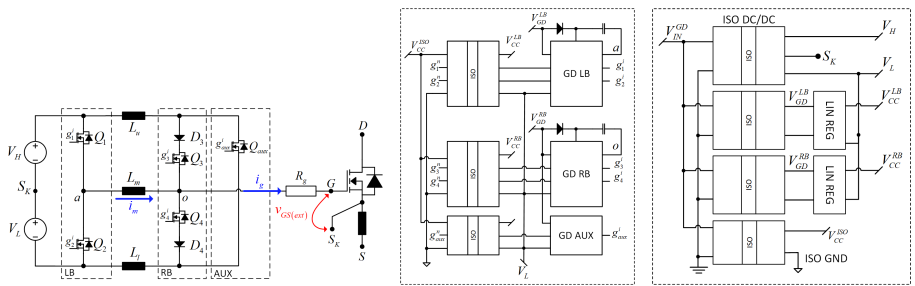 V_H
S_K
V_L
g_1^i
Q_1
g_2^i
Q_2
a
LB
L_u
L_m
i_m
L_l
D_3
g_3^i
Q_3
o
g_4^i
Q_4
D_4
RB
g_aux^i
Q_aux
AUX
i_g
R_g
G
D
v_GS(ext)
S_K
S
V_CC^ISO
g_1^n
g_2^n
ISO
V_CC^LB
V_GD^LB
GD LB
a
g_1^i
g_2^i
g_3^n
g_4^n
ISO
V_CC^RB
V_GD^RB
GD RB
o
g_3^i
g_4^i
g_aux^n
ISO
GD AUX
g_aux^i
V_L
ISO DC/DC
V_IN^GD
ISO
V_H
S_K
V_L
ISO
V_GD^LB
LIN REG
V_CC^LB
ISO
V_GD^RB
LIN REG
V_CC^RB
ISO
V_CC^ISO
ISO GND